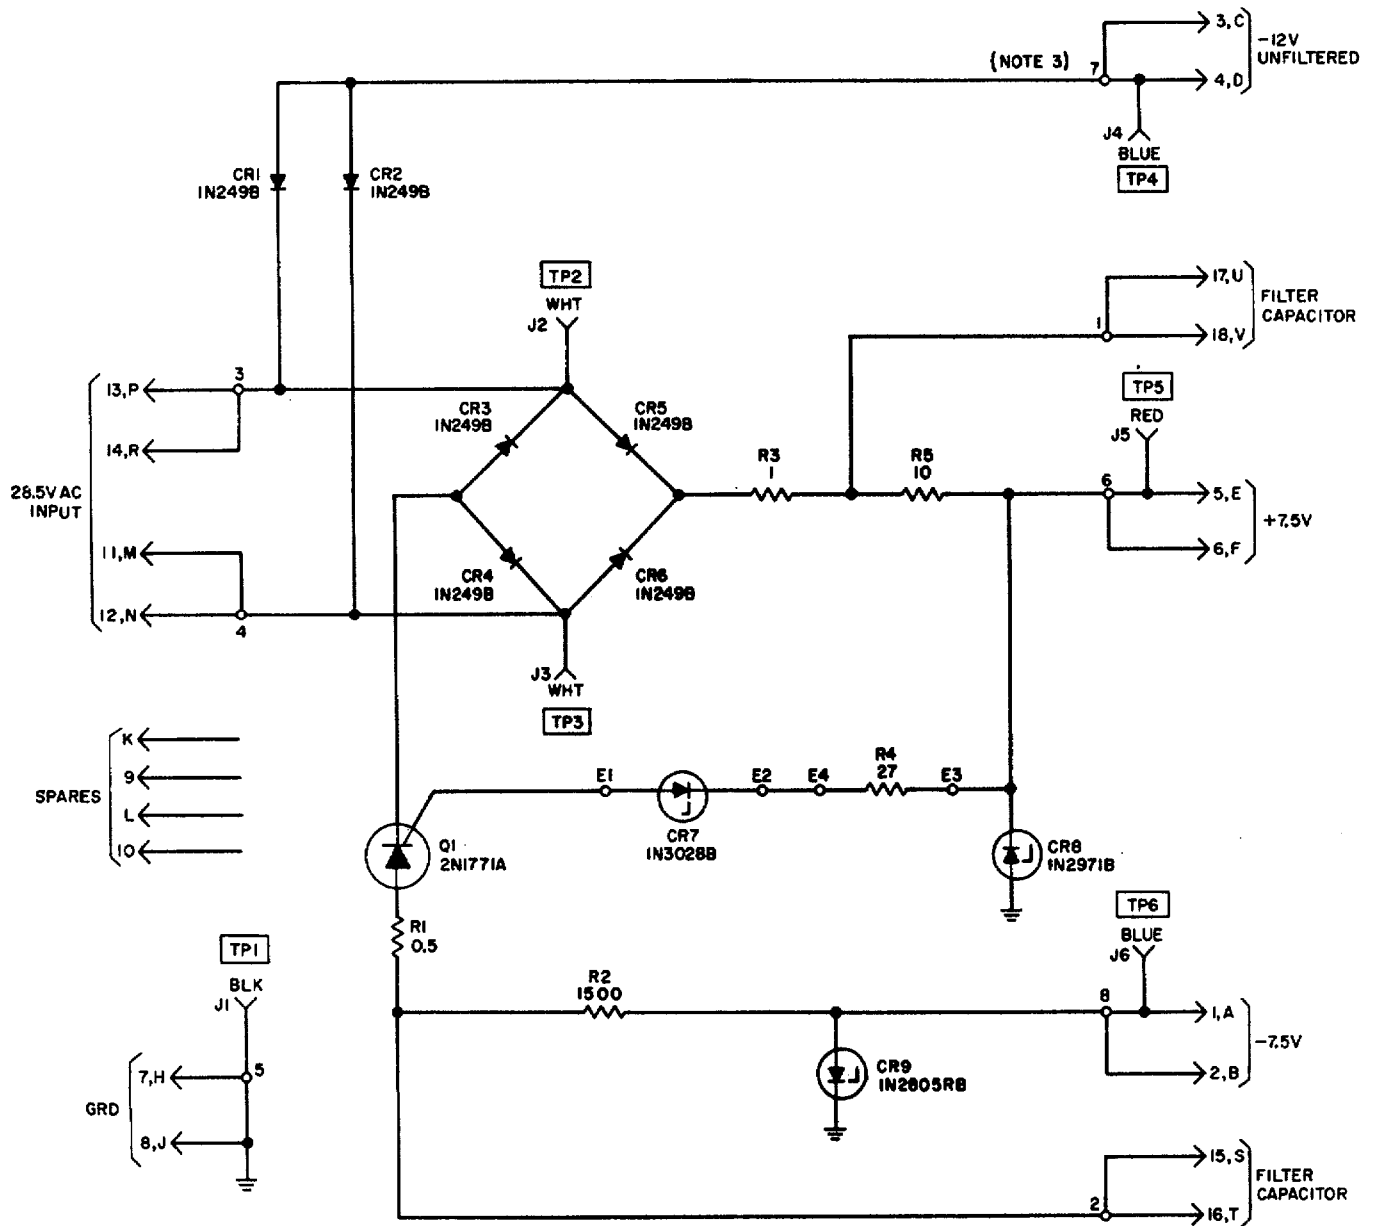 3,C
-12V
UNFILTERED
(NOTE 3)
7
4,D
J4
BLUE
TP4
CR1
1N249B
CR2
1N249B
TP2
WHT
J2
17,U
FILTER
CAPACITOR
1
18,V
TP5
RED
J5
3
13,P
14,R
CR3
1N249B
CR5
1N249B
R3
1
R5
10
6
5,E
+7.5V
6,F
28.5V AC
INPUT
11,M
12,N
4
CR4
1N249B
CR6
1N249B
J3
WHT
TP3
K
9
SPARES
L
10
E1
E2
E4
R4
27
E3
CR7
1N3028B
Q1
2N1771A
CR8
1N2971B
R1
0.5
TP1
BLK
J1
TP6
BLUE
J6
R2
1500
8
1,A
-7.5V
2,B
CR9
1N2805RB
7,H
5
GRD
8,J
15,S
FILTER
CAPACITOR
2
16,T